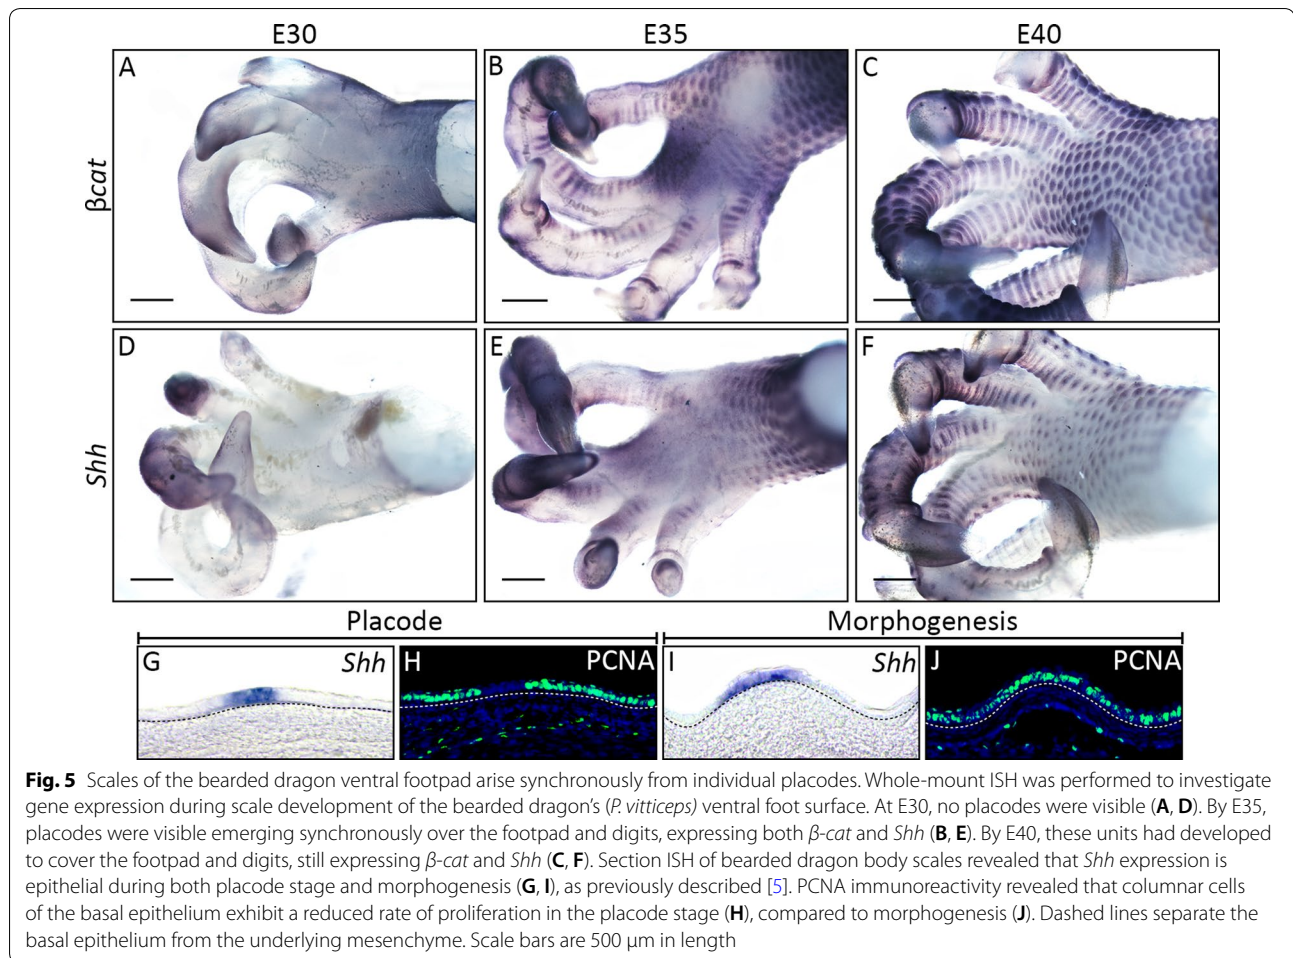 E30 E35 E40
A B C
βcat
D E F
Shh
Placode Morphogenesis
G Shh H PCNA I Shh J PCNA
Fig. 5 Scales of the bearded dragon ventral footpad arise synchronously from individual placodes. Whole-mount ISH was performed to investigate
gene expression during scale development of the bearded dragon's (P. vitticeps) ventral foot surface. At E30, no placodes were visible (A, D). By E35,
placodes were visible emerging synchronously over the footpad and digits, expressing both β-cat and Shh (B, E). By E40, these units had developed
to cover the footpad and digits, still expressing β-cat and Shh (C, F). Section ISH of bearded dragon body scales revealed that Shh expression is
epithelial during both placode stage and morphogenesis (G, I), as previously described [5]. PCNA immunoreactivity revealed that columnar cells
of the basal epithelium exhibit a reduced rate of proliferation in the placode stage (H), compared to morphogenesis (J). Dashed lines separate the
basal epithelium from the underlying mesenchyme. Scale bars are 500 µm in length